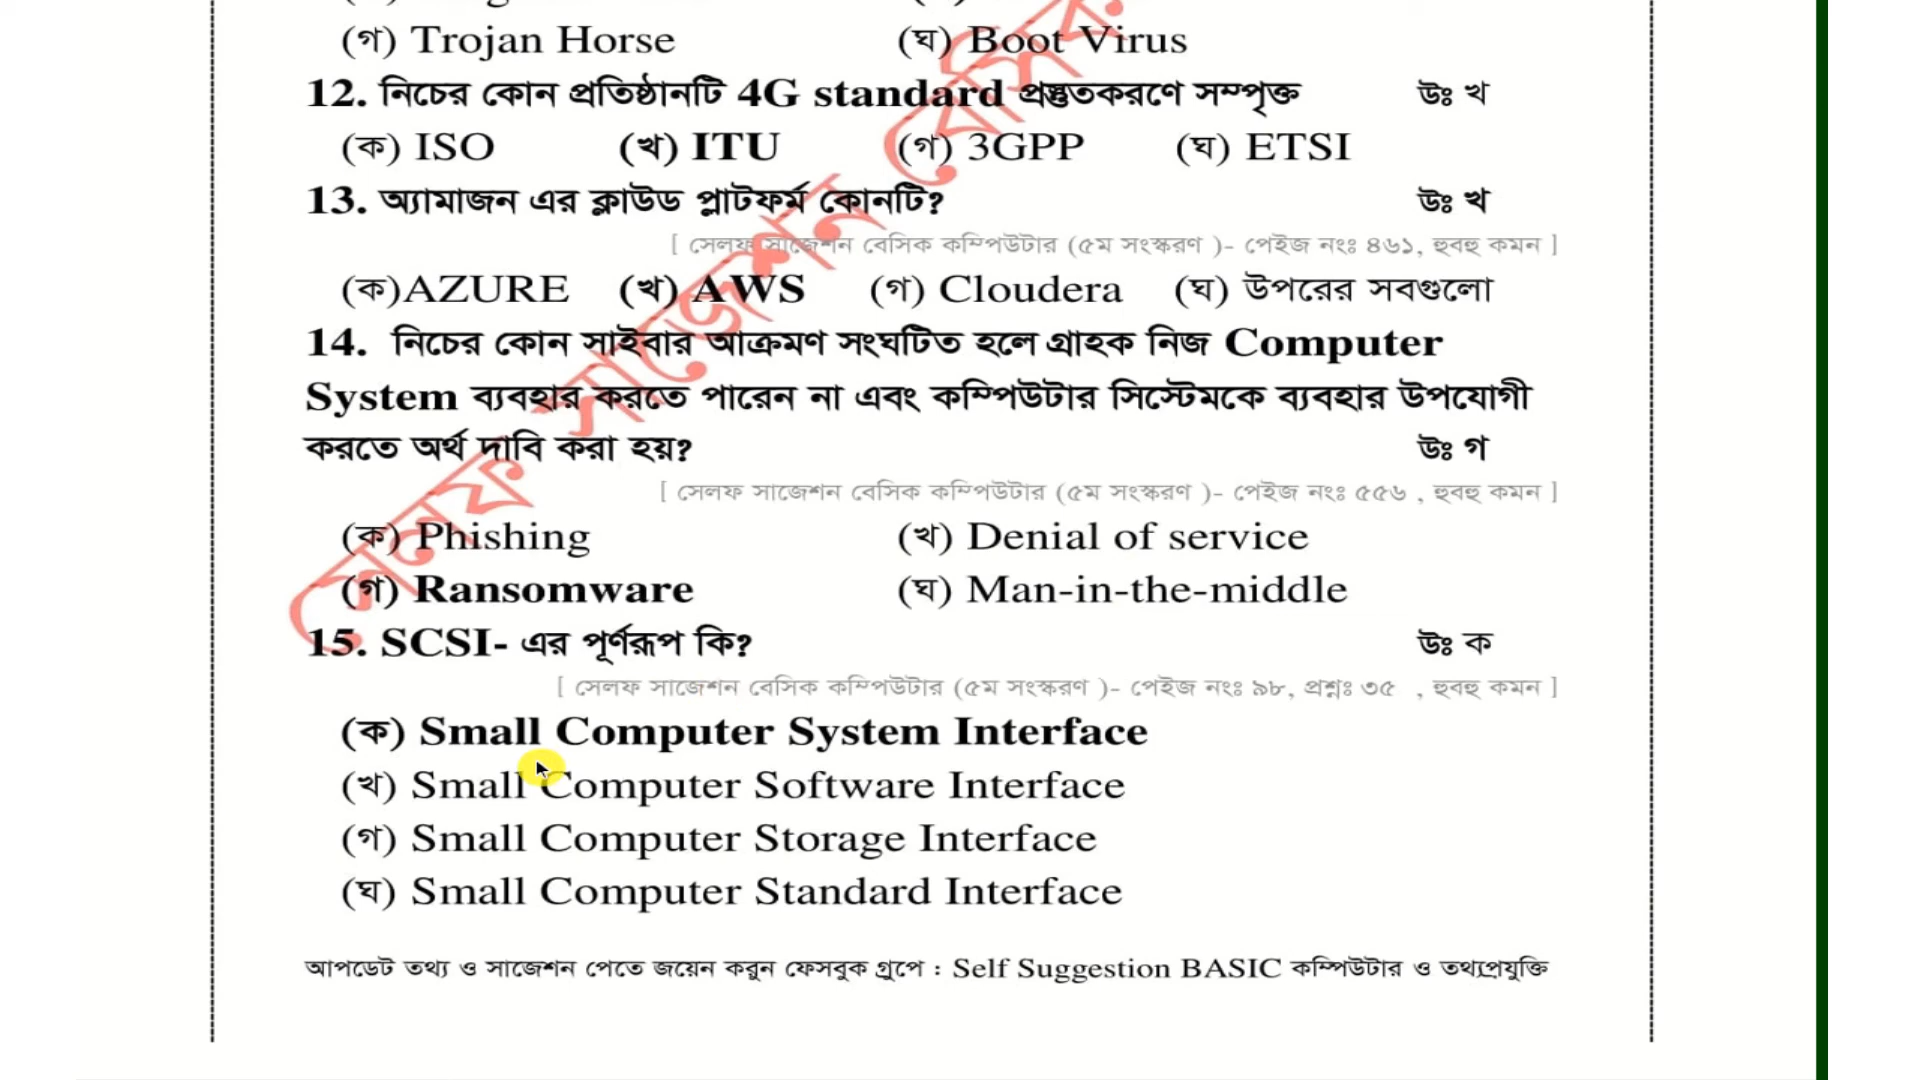 (গ) Trojan Horse (ঘ) Boot Virus
12. নিচের কোন প্রতিষ্ঠানটি 4G standard প্রস্তুতকরণে সম্পৃক্ত উঃ খ
(ক) ISO (খ) ITU (গ) 3GPP (ঘ) ETSI
13. অ্যামাজন এর ক্লাউড প্লাটফর্ম কোনটি? উঃ খ
[ সেলফ সাজেশন বেসিক কম্পিউটার (৫ম সংস্করণ )- পেইজ নংঃ ৪৬১, হুবহু কমন ]
(ক)AZURE (খ) AWS (গ) Cloudera (ঘ) উপরের সবগুলো
14. নিচের কোন সাইবার আক্রমণ সংঘটিত হলে গ্রাহক নিজ Computer
System ব্যবহার করতে পারেন না এবং কম্পিউটার সিস্টেমকে ব্যবহার উপযোগী
করতে অর্থ দাবি করা হয়? উঃ গ
[ সেলফ সাজেশন বেসিক কম্পিউটার (৫ম সংস্করণ )- পেইজ নংঃ ৫৫৬ , হুবহু কমন ]
(ক) Phishing (খ) Denial of service
(গ) Ransomware (ঘ) Man-in-the-middle
15. SCSI- এর পূর্ণরূপ কি? উঃ ক
[ সেলফ সাজেশন বেসিক কম্পিউটার (৫ম সংস্করণ )- পেইজ নংঃ ৯৮, প্রশ্নঃ ৩৫ , হুবহু কমন ]
(ক) Small Computer System Interface
(খ) Small Computer Software Interface
(গ) Small Computer Storage Interface
(ঘ) Small Computer Standard Interface
আপডেট তথ্য ও সাজেশন পেতে জয়েন করুন ফেসবুক গ্রুপে : Self Suggestion BASIC কম্পিউটার ও তথ্যপ্রযুক্তি
সেলফ সাজেশন বেসিক